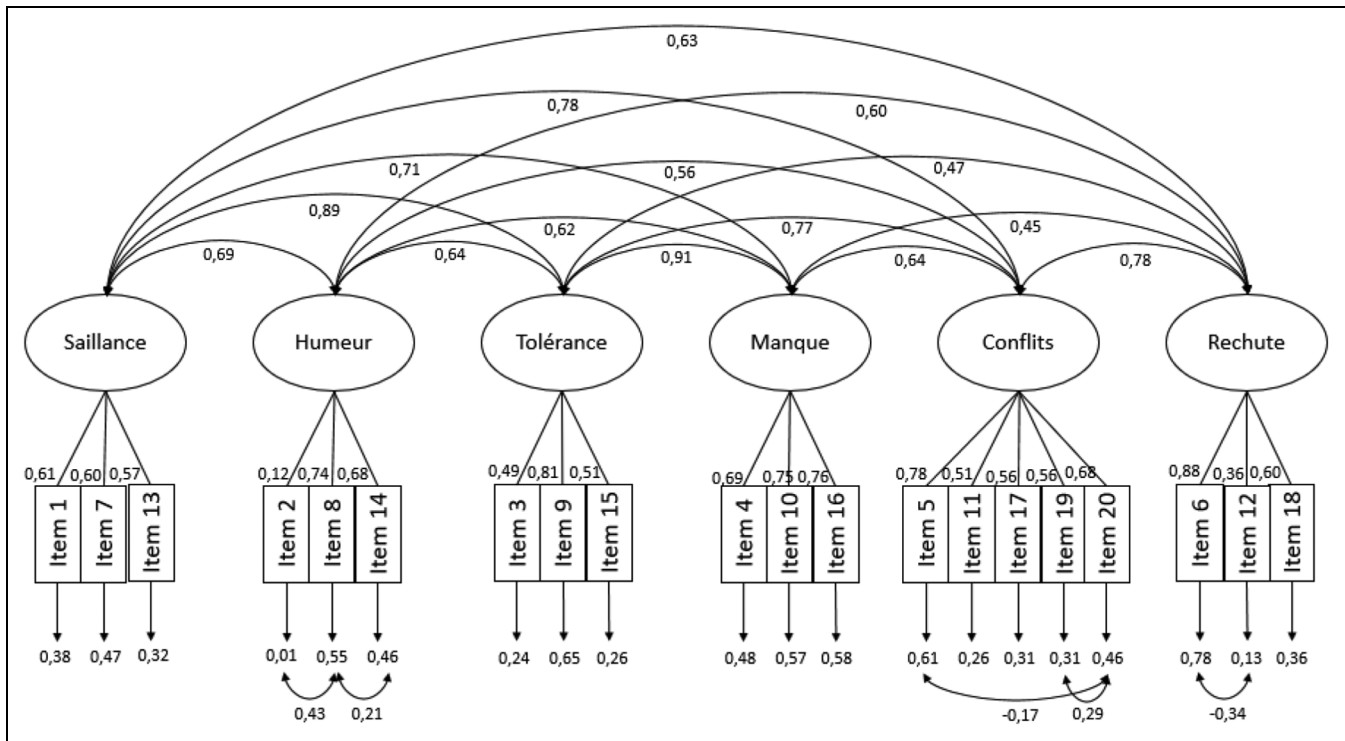 0,63
0,78
0,60
0,71
0,56
0,47
0,89
0,62
0,77
0,45
0,69
0,64
0,91
0,64
0,78
Saillance
Humeur
Tolérance
Manque
Conflits
Rechute
0,61 0,60 0,57
0,12 0,74 0,68
0,49 0,81 0,51
0,69 0,75 0,76
0,78 0,51 0,56 0,56 0,68
0,88 0,36 0,60
Item 1
Item 7
Item 13
Item 2
Item 8
Item 14
Item 3
Item 9
Item 15
Item 4
Item 10
Item 16
Item 5
Item 11
Item 17
Item 19
Item 20
Item 6
Item 12
Item 18
0,38 0,47 0,32
0,01 0,55 0,46
0,24 0,65 0,26
0,48 0,57 0,58
0,61 0,26 0,31 0,31 0,46
0,78 0,13 0,36
0,43 0,21
-0,17 0,29
-0,34